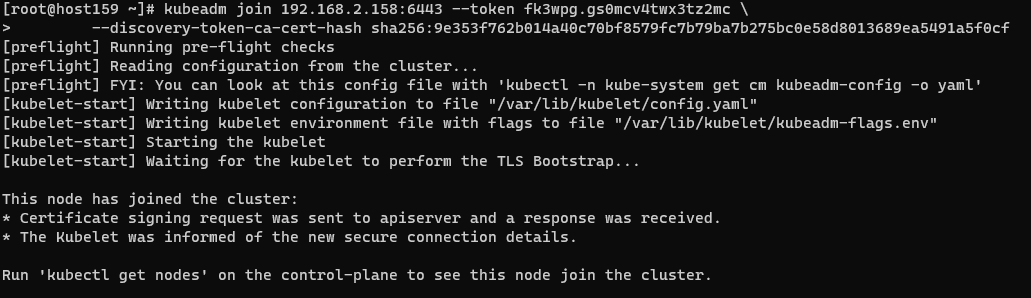 [root@host159 ~]# kubeadm join 192.168.2.158:6443 --token fk3wpg.gs0mcv4twx3tz2mc \
>         --discovery-token-ca-cert-hash sha256:9e353f762b014a40c70bf8579fc7b79ba7b275bc0e58d8013689ea5491a5f0cf
[preflight] Running pre-flight checks
[preflight] Reading configuration from the cluster...
[preflight] FYI: You can look at this config file with 'kubectl -n kube-system get cm kubeadm-config -o yaml'
[kubelet-start] Writing kubelet configuration to file "/var/lib/kubelet/config.yaml"
[kubelet-start] Writing kubelet environment file with flags to file "/var/lib/kubelet/kubeadm-flags.env"
[kubelet-start] Starting the kubelet
[kubelet-start] Waiting for the kubelet to perform the TLS Bootstrap...

This node has joined the cluster:
* Certificate signing request was sent to apiserver and a response was received.
* The Kubelet was informed of the new secure connection details.

Run 'kubectl get nodes' on the control-plane to see this node join the cluster.